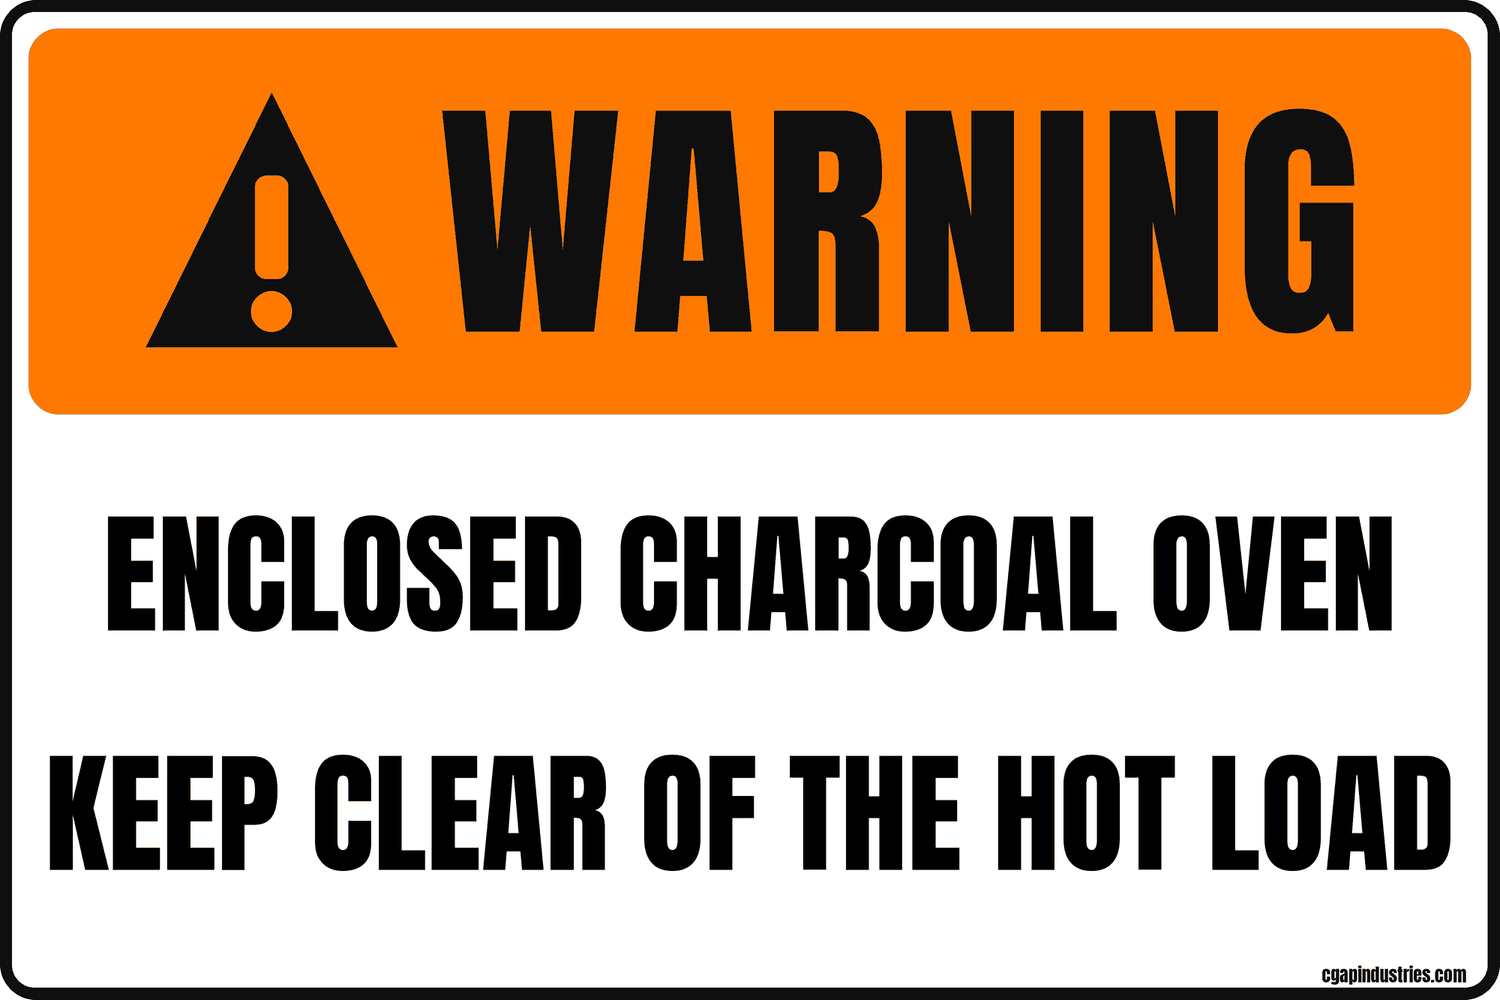 WARNING
ENCLOSED CHARCOAL OVEN
KEEP CLEAR OF THE HOT LOAD
cgapindustries.com